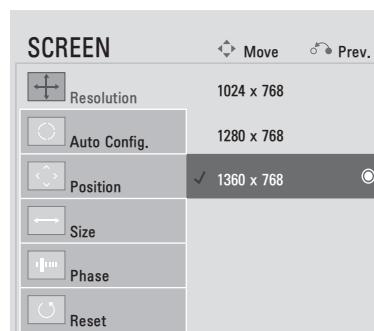 SCREEN Move Prev.
Resolution 1024 x 768
Auto Config. 1280 x 768
Position 1360 x 768
Size
Phase
Reset